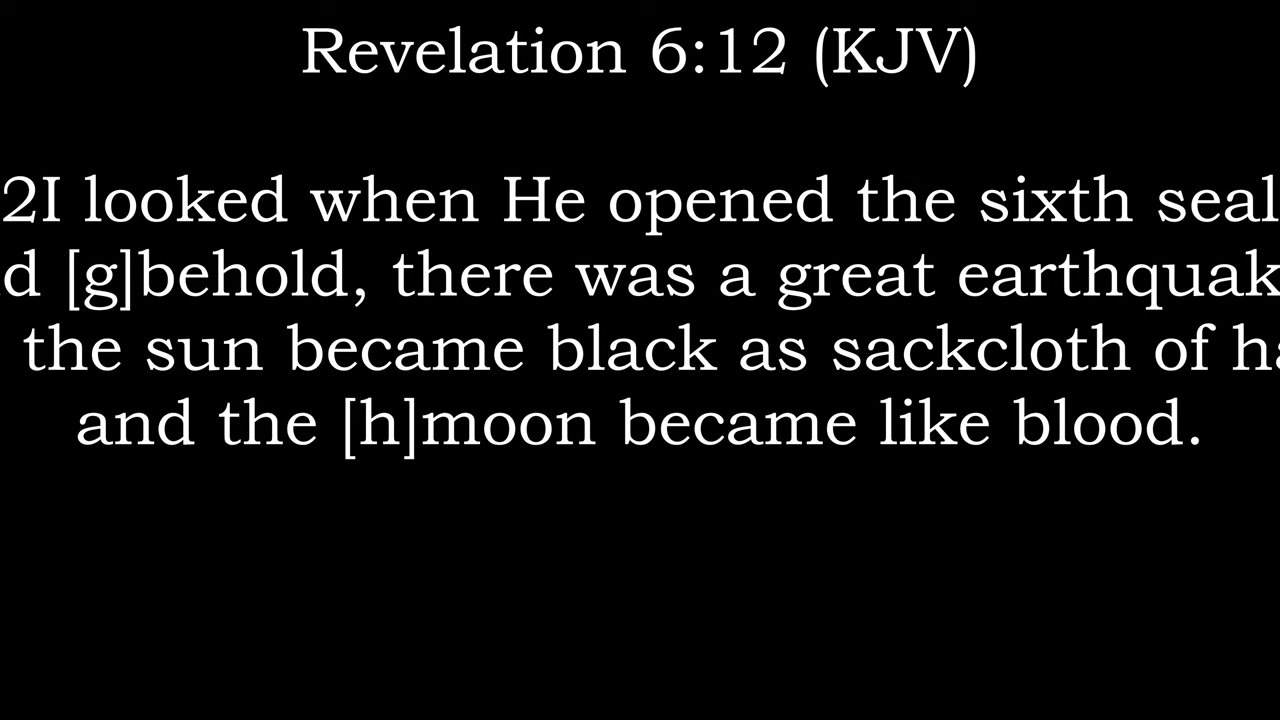 Revelation 6:12 (KJV)
2I looked when He opened the sixth seal
d [g]behold, there was a great earthquak
the sun became black as sackcloth of ha
and the [h]moon became like blood.